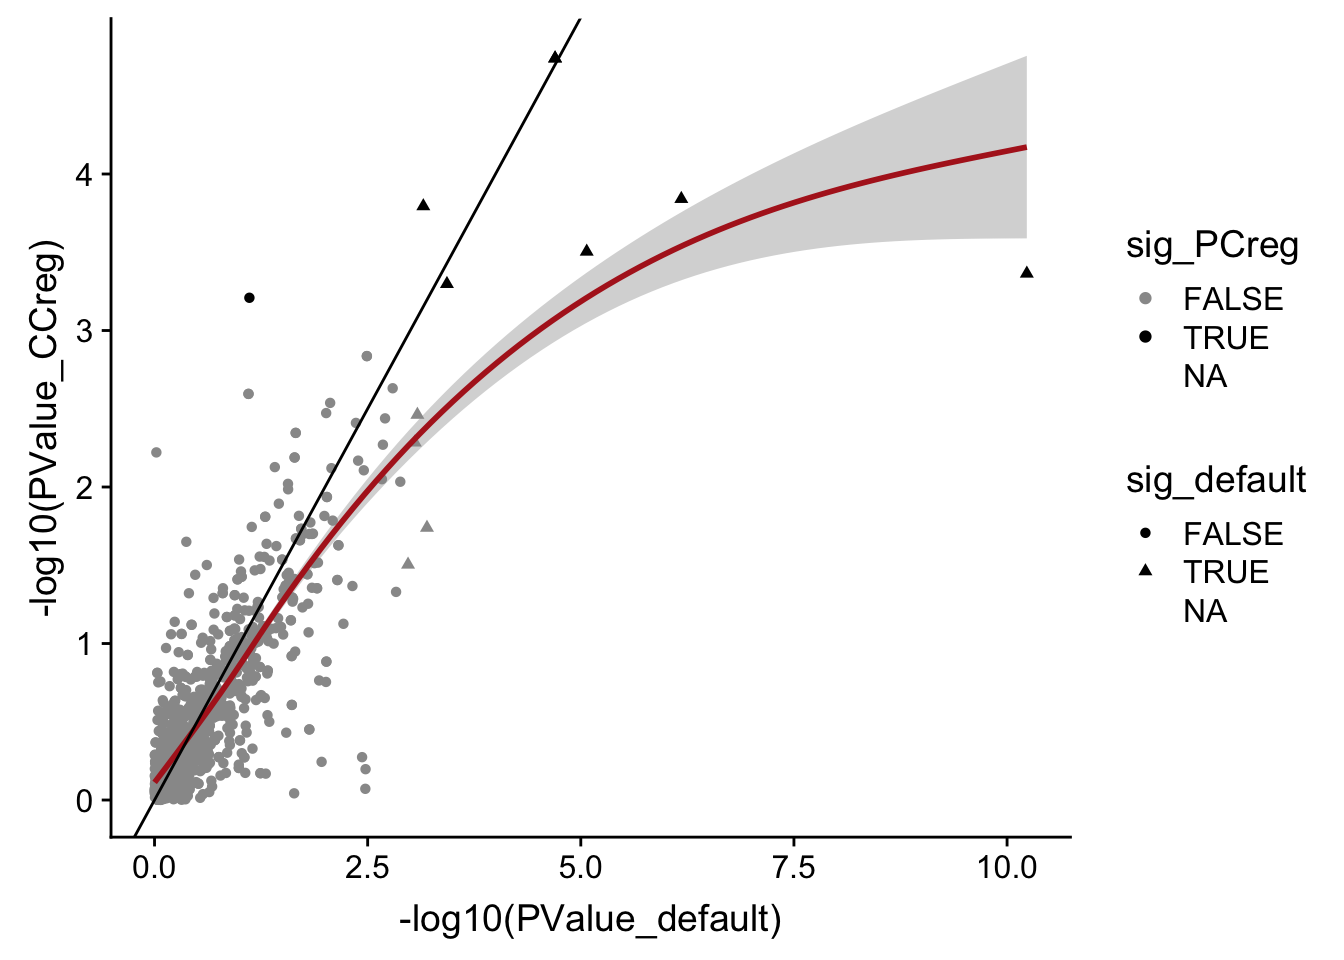 -log10(PValue_CCreg)
4
3
2
1
0
0.0
2.5
5.0
7.5
10.0
-log10(PValue_default)
sig_PCreg
FALSE
TRUE
NA
sig_default
FALSE
TRUE
NA